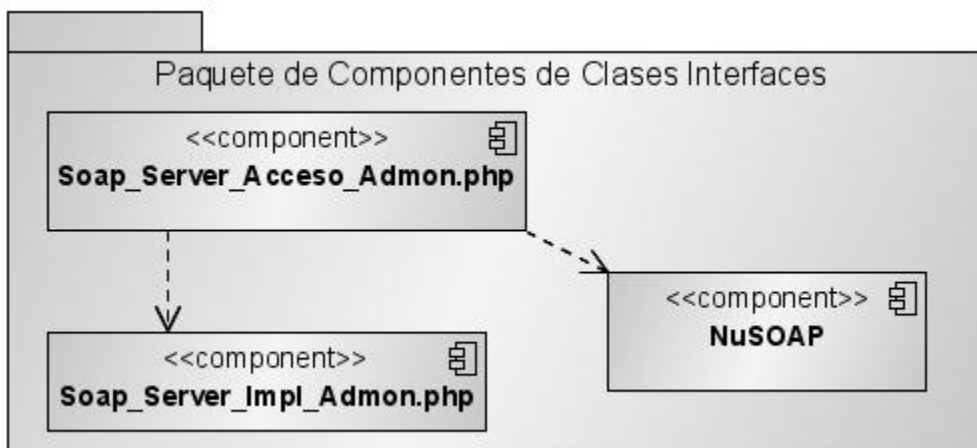 Paquete de Componentes de Clases Interfaces
<<component>>
Soap_Server_Acceso_Admon.php
<<component>>
NuSOAP
<<component>>
Soap_Server_Impl_Admon.php